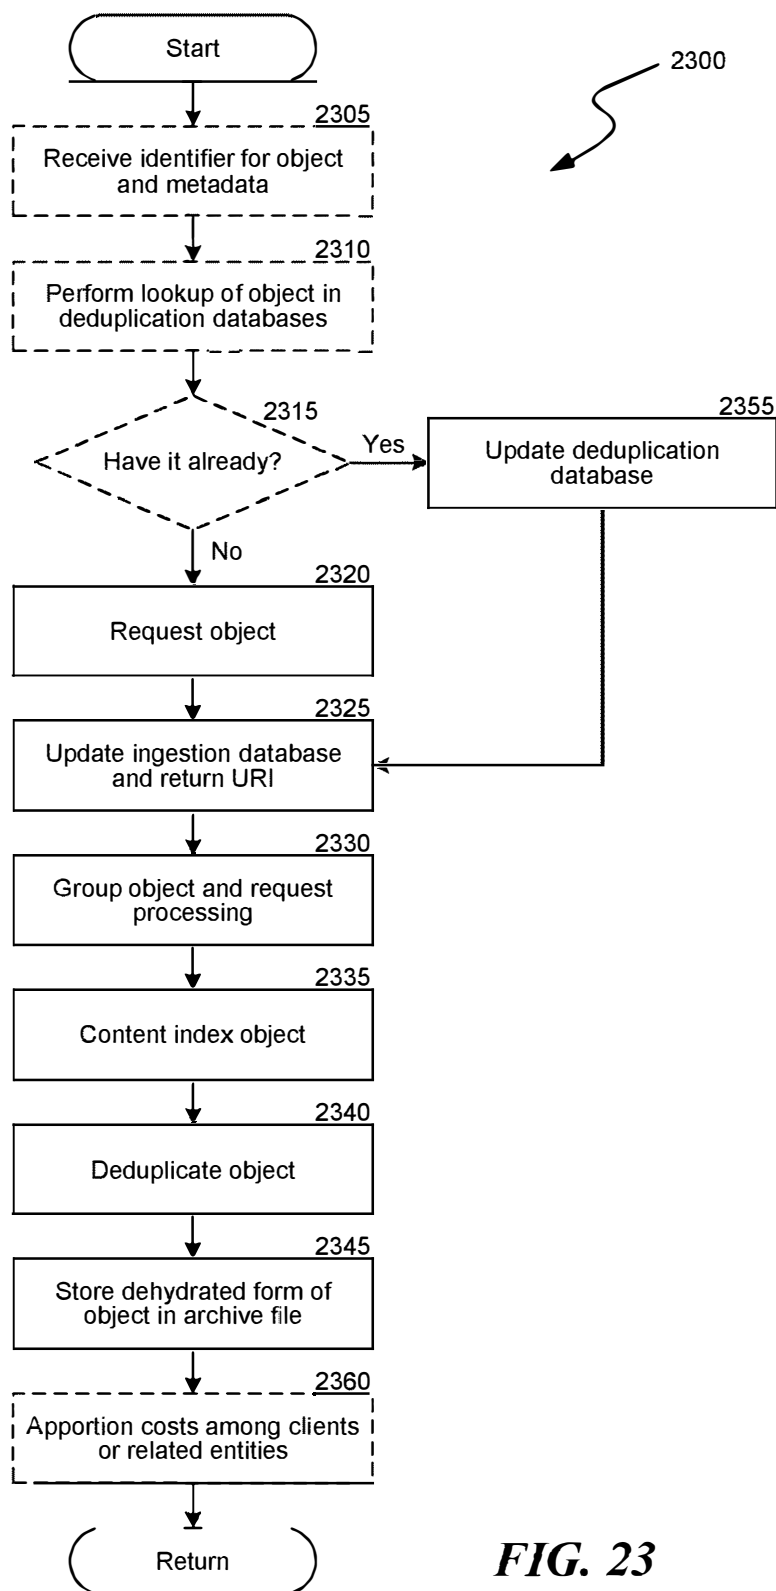 Start
2300
2305
Receive identifier for object
and metadata
2310
Perform lookup of object in
deduplication databases
2315
Have it already?
Yes
2355
Update deduplication
database
No
2320
Request object
2325
Update ingestion database
and return URI
2330
Group object and request
processing
2335
Content index object
2340
Deduplicate object
2345
Store dehydrated form of
object in archive file
2360
Apportion costs among clients
or related entities
Return
FIG. 23